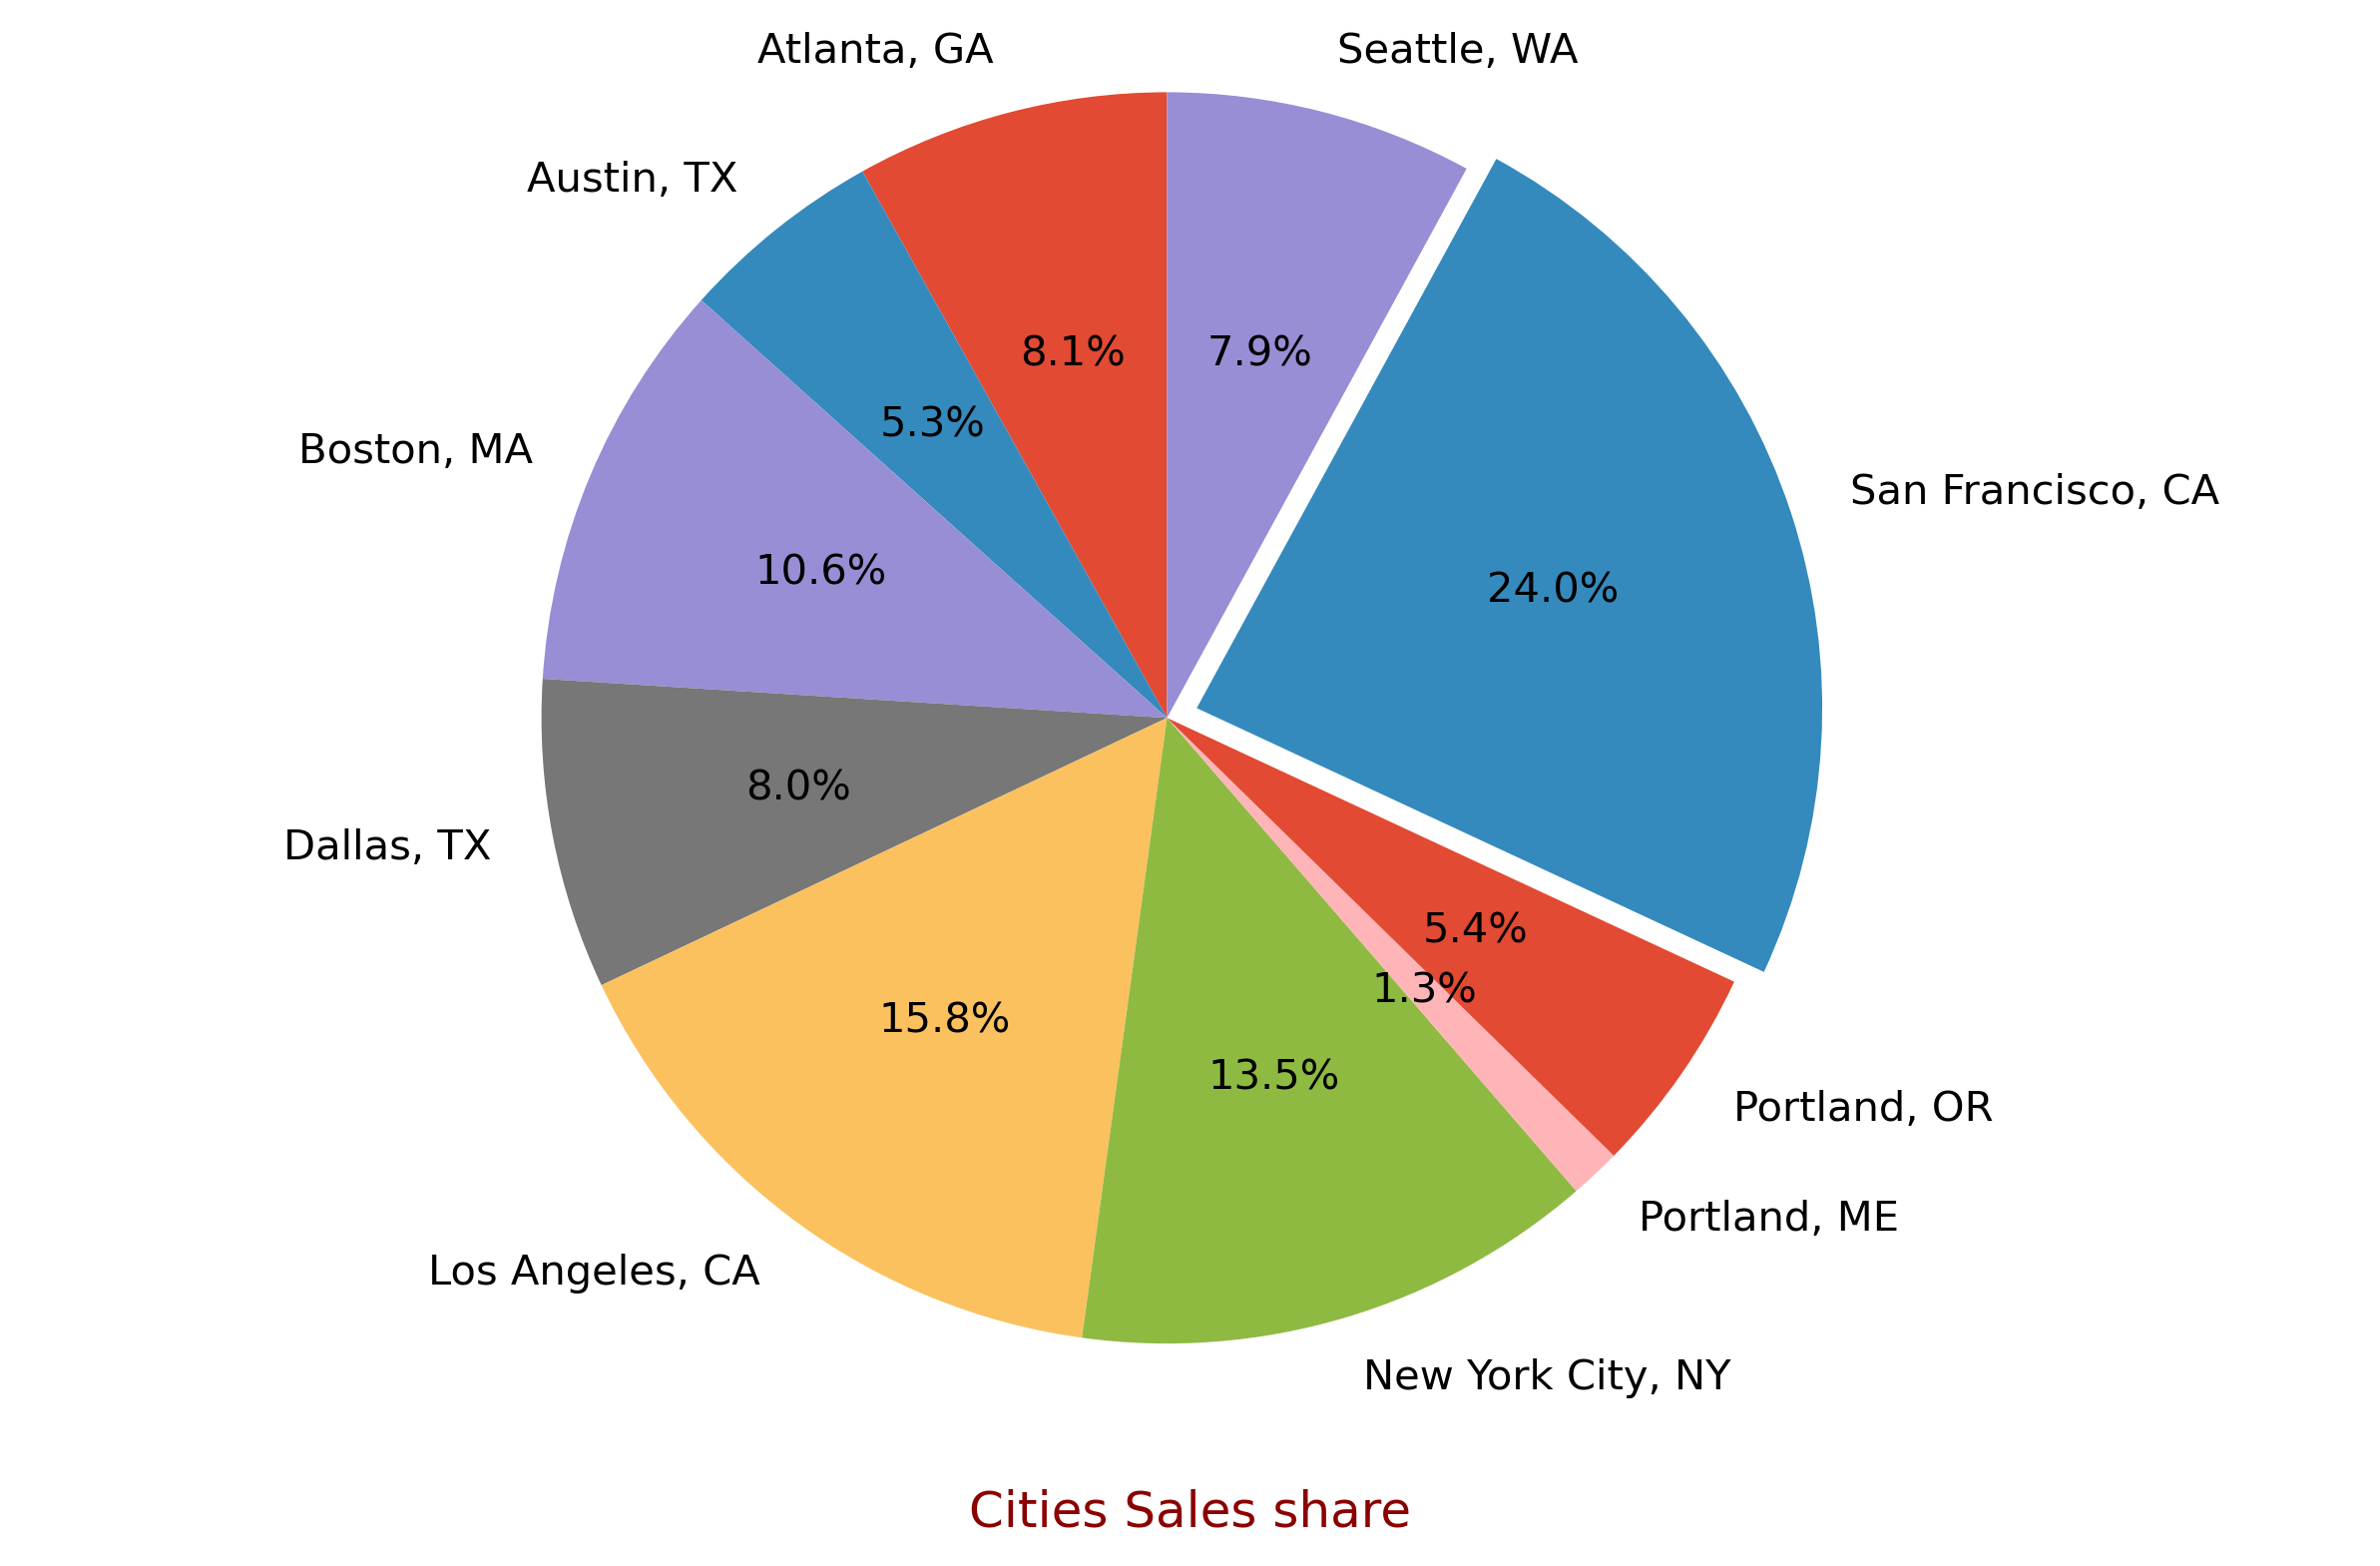 Atlanta, GA
Seattle, WA
Austin, TX
8.1%
7.9%
5.3%
Boston, MA
San Francisco, CA
10.6%
24.0%
8.0%
Dallas, TX
5.4%
1.3%
15.8%
13.5%
Portland, OR
Portland, ME
Los Angeles, CA
New York City, NY
Cities Sales share